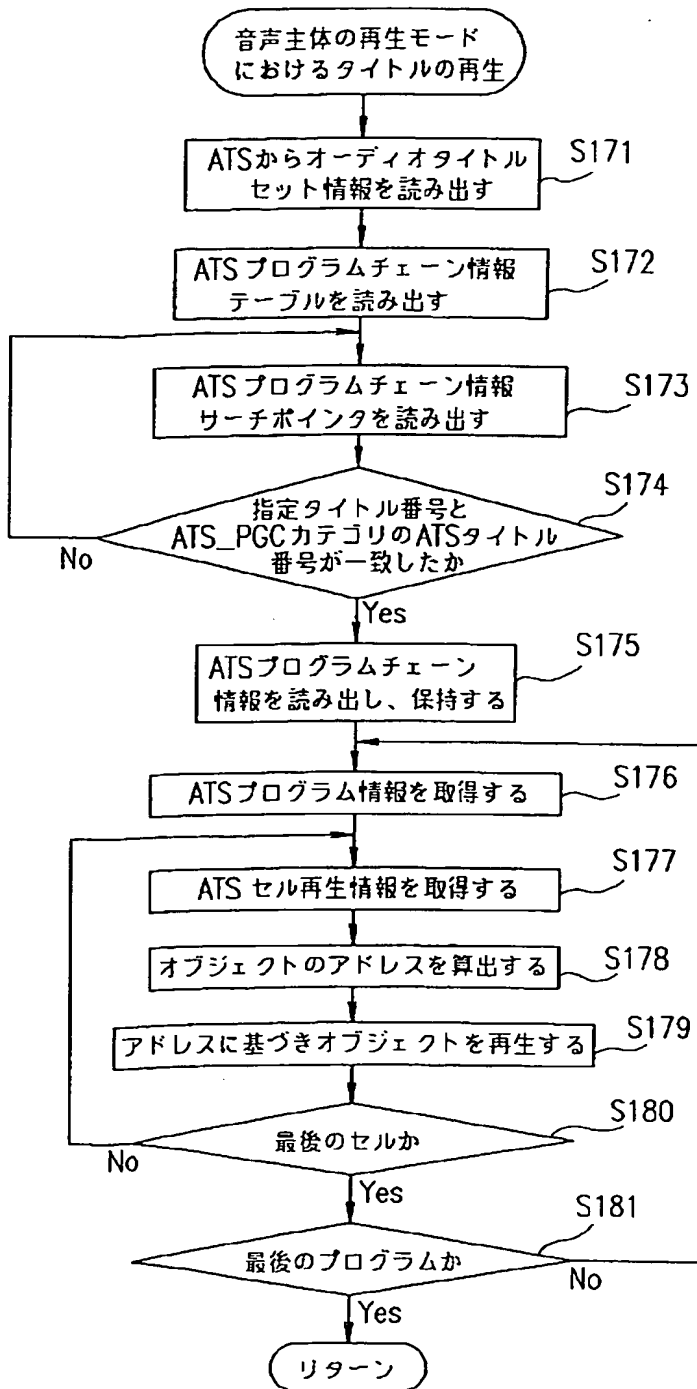 音声主体の再生モード
におけるタイトルの再生
ATSからオーディオタイトル
セット情報を読み出す
S171
ATSプログラムチェーン情報
テーブルを読み出す
S172
ATSプログラムチェーン情報
サーチポインタを読み出す
S173
指定タイトル番号と
ATS_PGCカテゴリのATSタイトル
番号が一致したか
S174
No
Yes
ATSプログラムチェーン
情報を読み出し、保持する
S175
ATSプログラム情報を取得する
S176
ATSセル再生情報を取得する
S177
オブジェクトのアドレスを算出する
S178
アドレスに基づきオブジェクトを再生する
S179
最後のセルか
S180
No
Yes
最後のプログラムか
S181
No
Yes
リターン